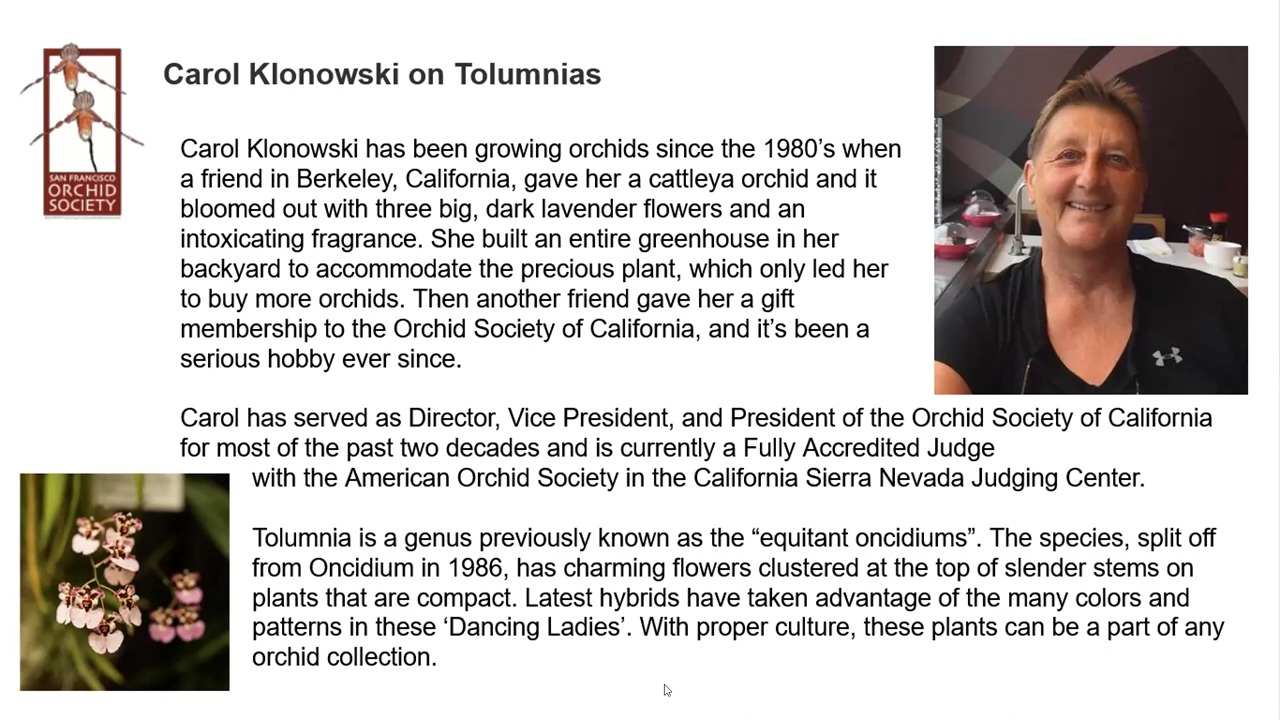 Carol Klonowski on Tolumnias
SAN FRANCISCO
ORCHID
SOCIETY
Carol Klonowski has been growing orchids since the 1980’s when
a friend in Berkeley, California, gave her a cattleya orchid and it
bloomed out with three big, dark lavender flowers and an
intoxicating fragrance. She built an entire greenhouse in her
backyard to accommodate the precious plant, which only led her
to buy more orchids. Then another friend gave her a gift
membership to the Orchid Society of California, and it’s been a
serious hobby ever since.
Carol has served as Director, Vice President, and President of the Orchid Society of California
for most of the past two decades and is currently a Fully Accredited Judge
with the American Orchid Society in the California Sierra Nevada Judging Center.
Tolumnia is a genus previously known as the “equitant oncidiums”. The species, split off
from Oncidium in 1986, has charming flowers clustered at the top of slender stems on
plants that are compact. Latest hybrids have taken advantage of the many colors and
patterns in these ‘Dancing Ladies’. With proper culture, these plants can be a part of any
orchid collection.